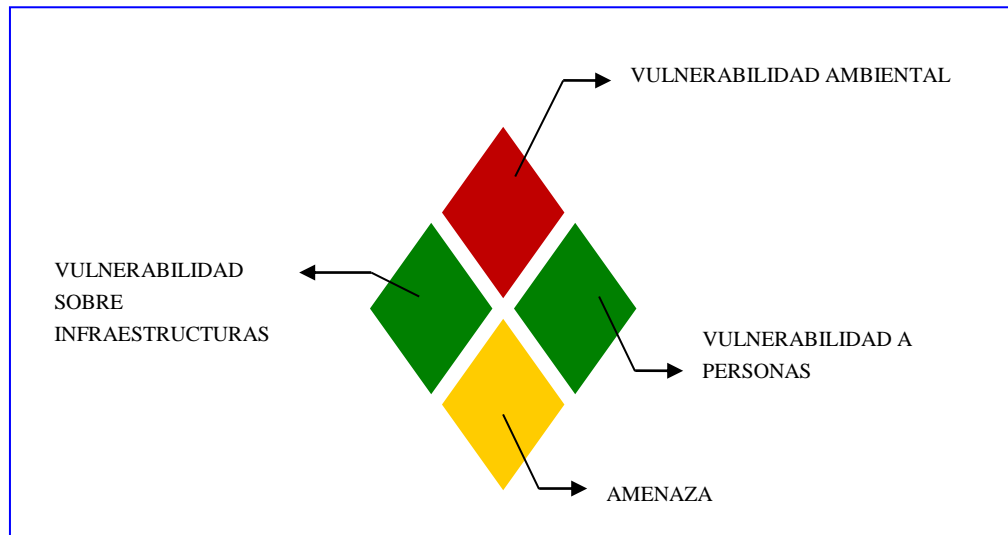 VULNERABILIDAD AMBIENTAL
VULNERABILIDAD
SOBRE
INFRAESTRUCTURAS
VULNERABILIDAD A
PERSONAS
AMENAZA